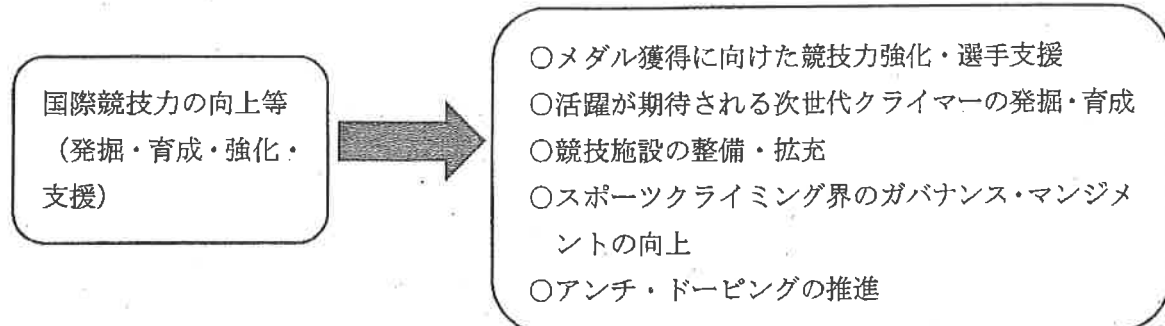 国際競技力の向上等
(発掘・育成・強化・
支援)
○メダル獲得に向けた競技力強化・選手支援
○活躍が期待される次世代クライマーの発掘・育成
○競技施設の整備・拡充
○スポーツクライミング界のガバナンス・マンジメ
ントの向上
○アンチ・ドーピングの推進